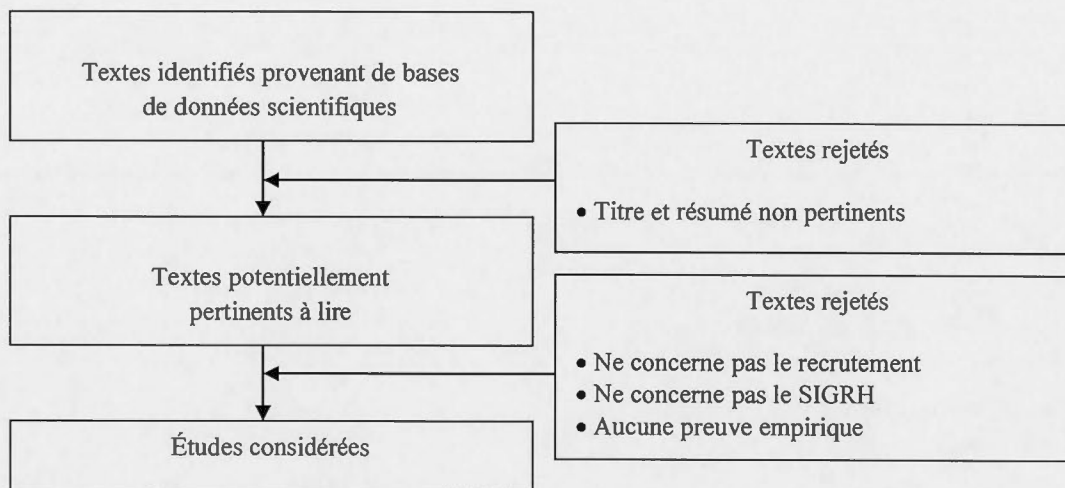 Textes identifiés provenant de bases
de données scientifiques
Textes rejetés
• Titre et résumé non pertinents
Textes potentiellement
pertinents à lire
Textes rejetés
• Ne concerne pas le recrutement
• Ne concerne pas le SIGRH
• Aucune preuve empirique
Études considérées